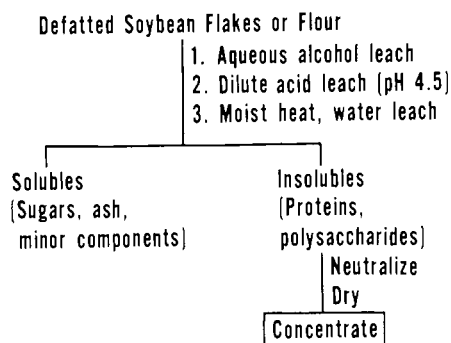 Defatted Soybean Flakes or Flour
1. Aqueous alcohol leach
2. Dilute acid leach (pH 4.5)
3. Moist heat, water leach
Solubles
(Sugars, ash,
minor components)
Insolubles
(Proteins,
polysaccharides)
Neutralize
Dry
Concentrate